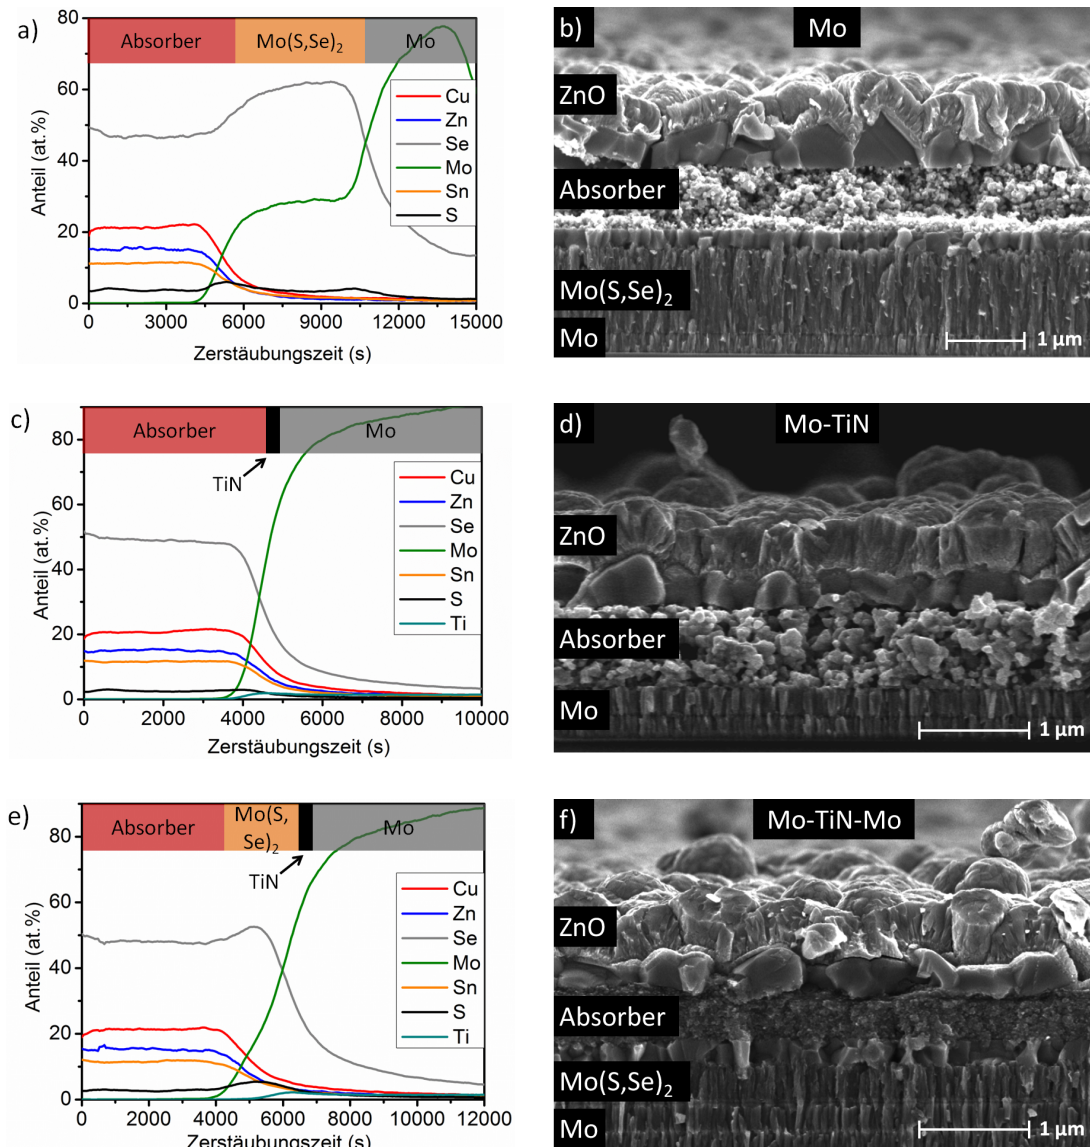 a)
Absorber
Mo(S,Se)2
Mo
80
60
40
20
0
Anteil (at.%)
Cu
Zn
Se
Mo
Sn
S
0 3000 6000 9000 12000 15000
Zerstäubungszeit (s)
b)
Mo
ZnO
Absorber
Mo(S,Se)2
Mo
1 µm
c)
Absorber
Mo
TiN
80
60
40
20
0
Anteil (at.%)
Cu
Zn
Se
Mo
Sn
S
Ti
0 2000 4000 6000 8000 10000
Zerstäubungszeit (s)
d)
Mo-TiN
ZnO
Absorber
Mo
1 µm
e)
Absorber
Mo(S,
Se)2
Mo
TiN
80
60
40
20
0
Anteil (at.%)
Cu
Zn
Se
Mo
Sn
S
Ti
0 2000 4000 6000 8000 10000 12000
Zerstäubungszeit (s)
f)
Mo-TiN-Mo
ZnO
Absorber
Mo(S,Se)2
Mo
1 µm